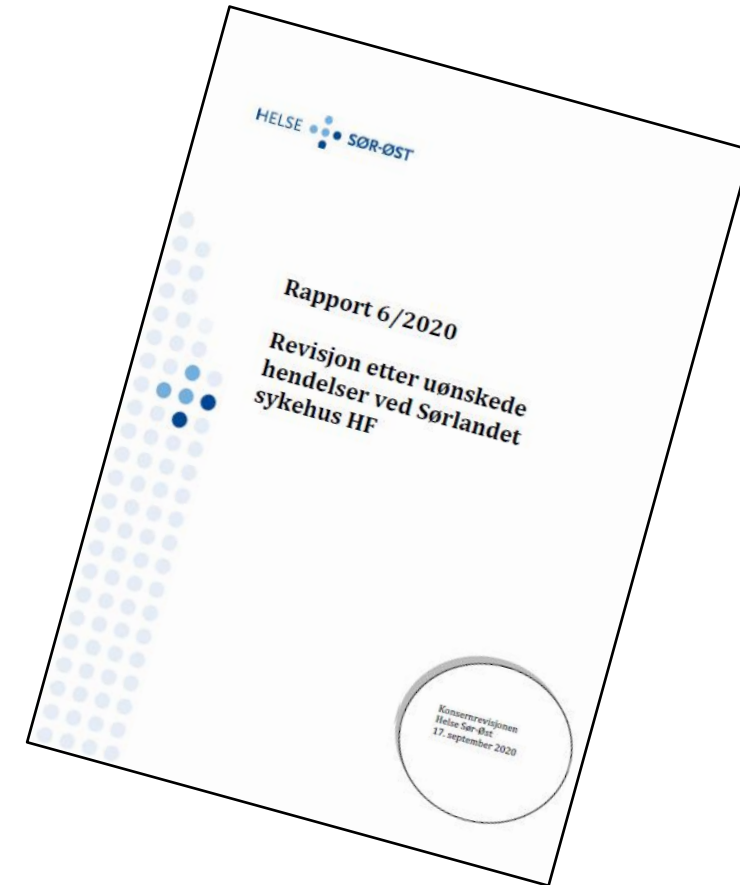 HELSE SØR-ØST
Rapport 6/2020
Revisjon etter uønskede
hendelser ved Sørlandet
sykehus HF
Konsernrevisjonen
Helse Sør-Øst
17. september 2020